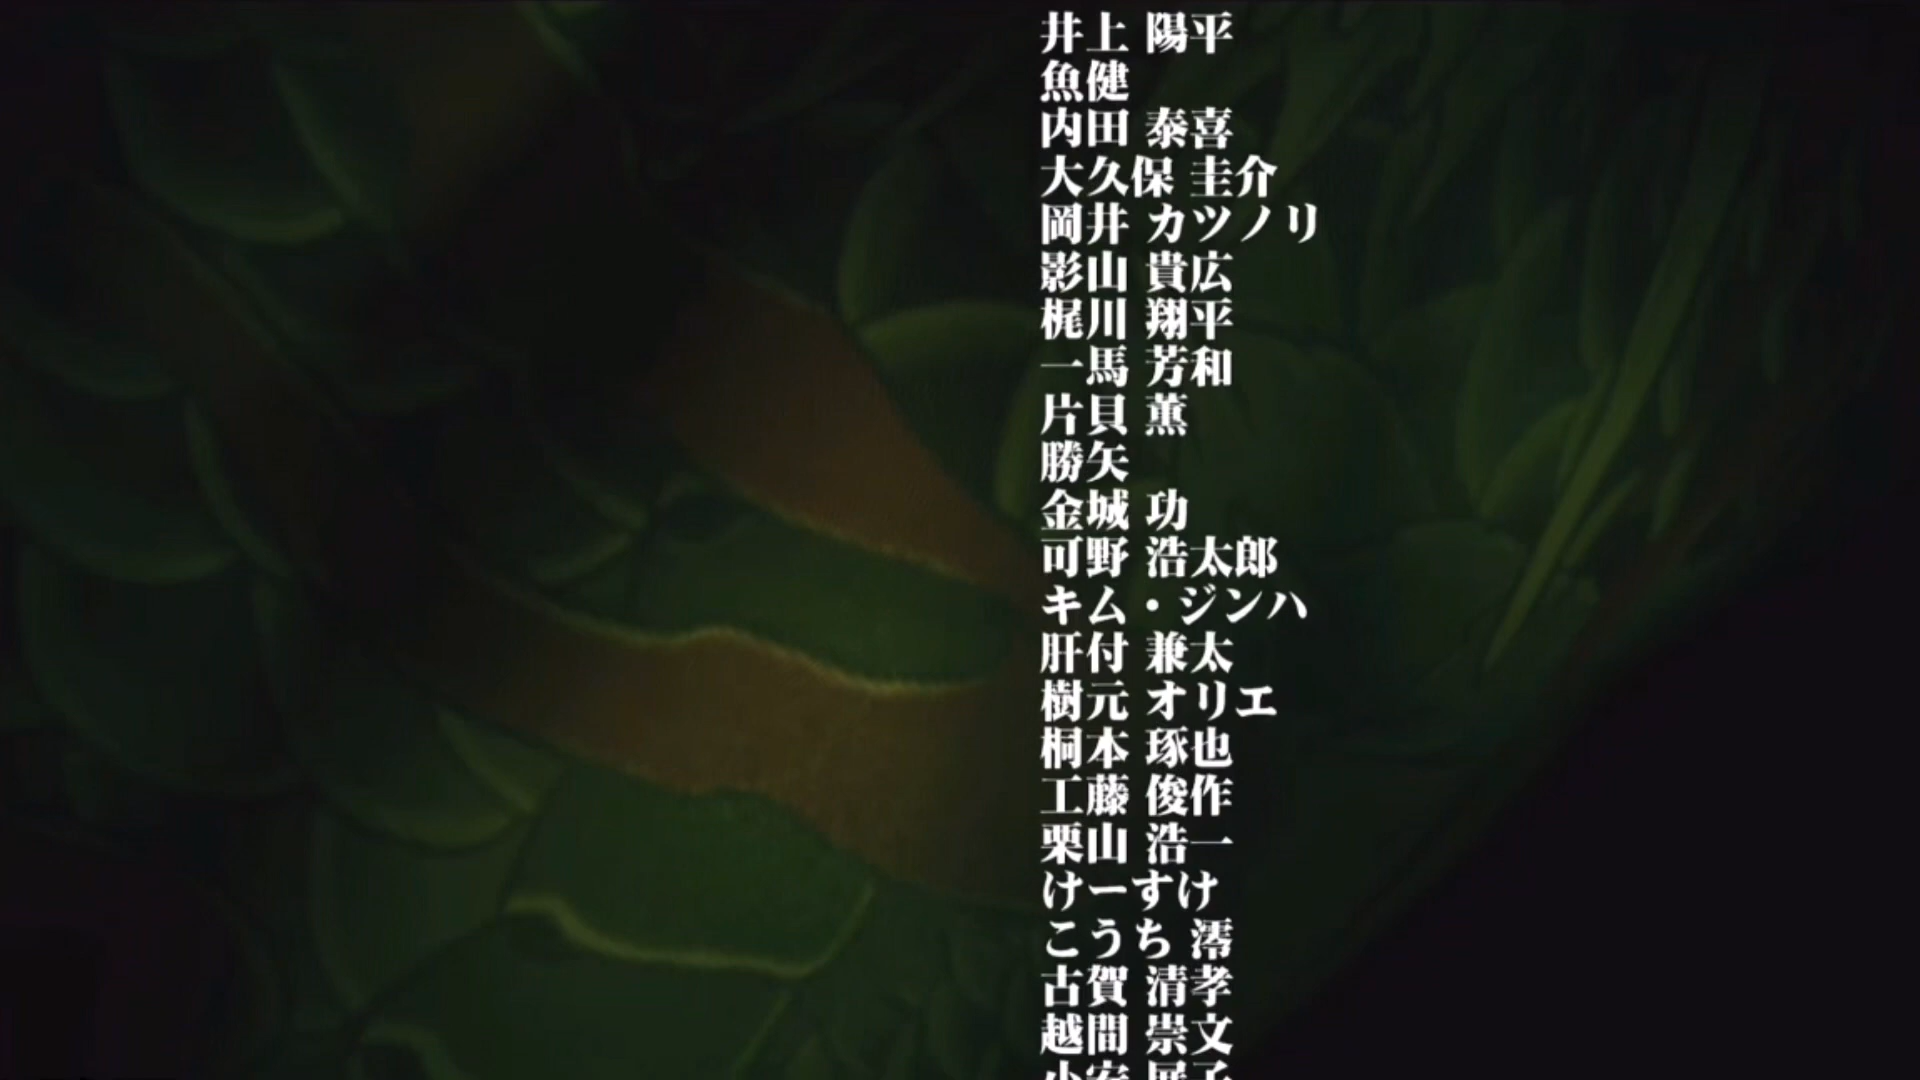 井上 陽平
魚健
内田 泰喜
大久保 圭介
岡井 カツノリ
影山 貴広
梶川 翔平
一馬 芳和
片貝 薫
勝矢
金城 功
可野 浩太郎
キム・ジンハ
肝付 兼太
樹元 オリエ
桐本 琢也
工藤 俊作
栗山 浩一
けーすけ
こうち 澪
古賀 清孝
越間 崇文